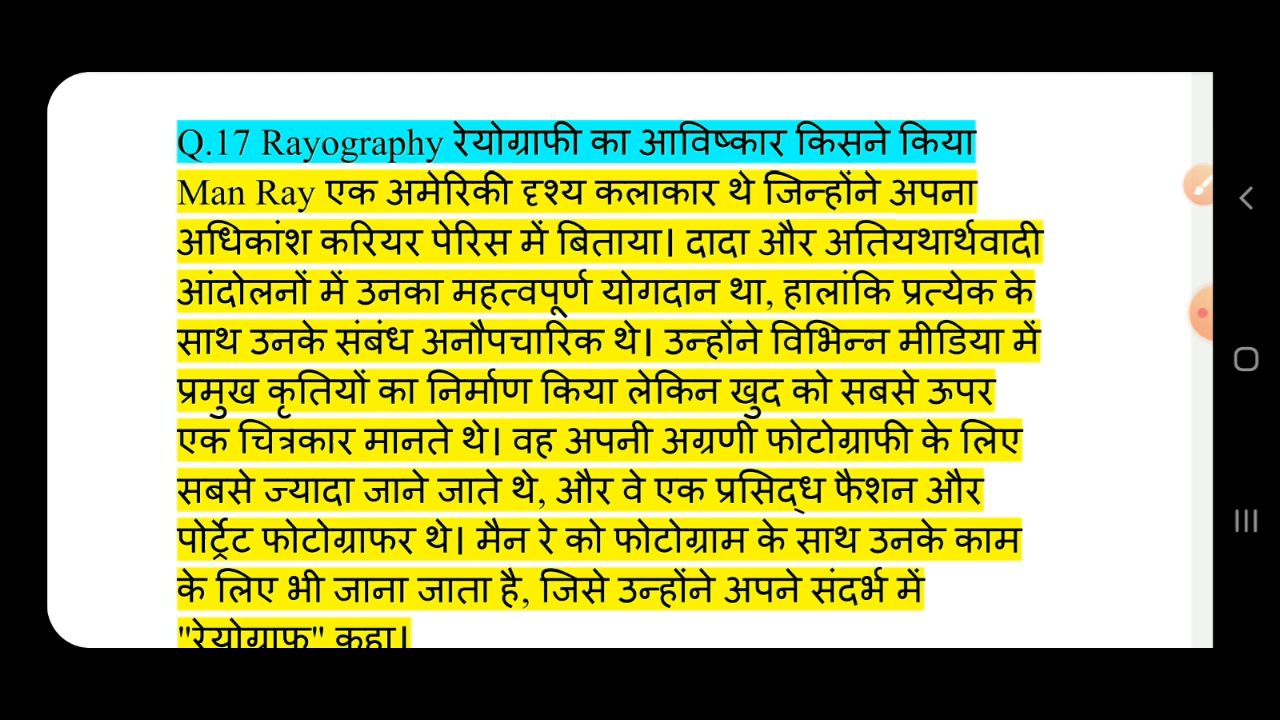 Q.17 Rayography रेयोग्राफी का आविष्कार किसने किया
Man Ray एक अमेरिकी दृश्य कलाकार थे जिन्होंने अपना
अधिकांश करियर पेरिस में बिताया। दादा और अतियथार्थवादी
आंदोलनों में उनका महत्वपूर्ण योगदान था, हालांकि प्रत्येक के
साथ उनके संबंध अनौपचारिक थे। उन्होंने विभिन्न मीडिया में
प्रमुख कृतियों का निर्माण किया लेकिन खुद को सबसे ऊपर
एक चित्रकार मानते थे। वह अपनी अग्रणी फोटोग्राफी के लिए
सबसे ज्यादा जाने जाते थे, और वे एक प्रसिद्ध फैशन और
पोर्ट्रेट फोटोग्राफर थे। मैन रे को फोटोग्राम के साथ उनके काम
के लिए भी जाना जाता है, जिसे उन्होंने अपने संदर्भ में
"रेयोग्राफ" कहा।